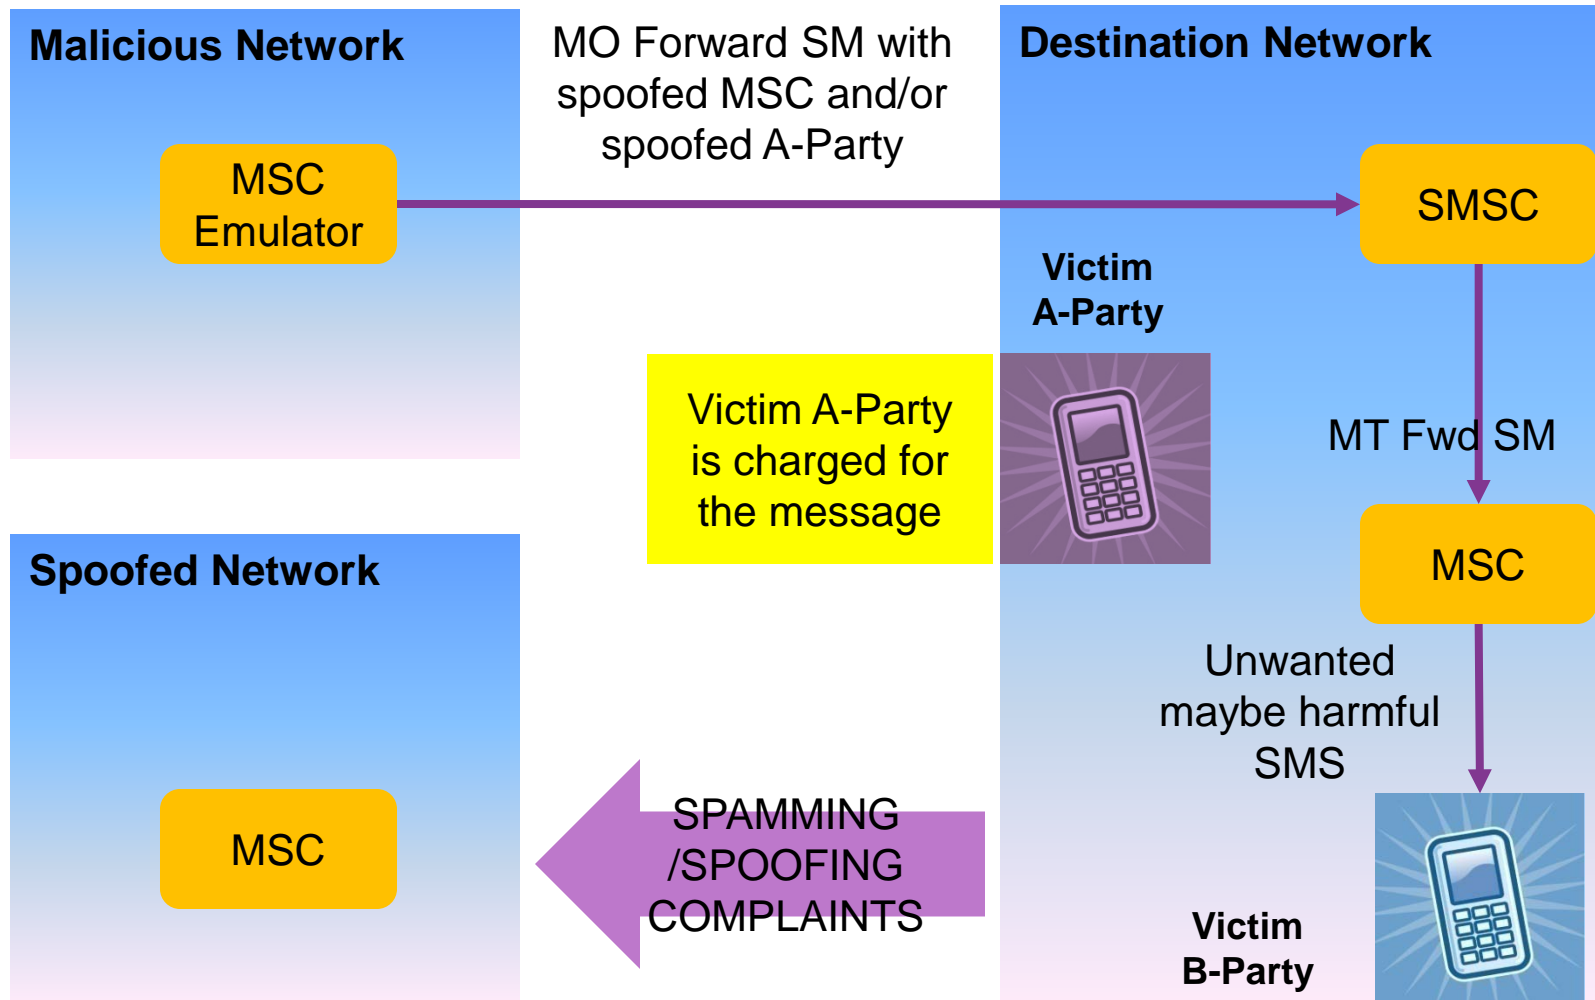 Malicious Network
MSC
Emulator
MO Forward SM with
spoofed MSC and/or
spoofed A-Party
Destination Network
SMSC
Victim
A-Party
Victim A-Party
is charged for
the message
MT Fwd SM
MSC
Unwanted
maybe harmful
SMS
Victim
B-Party
Spoofed Network
MSC
SPAMMING
/SPOOFING
COMPLAINTS